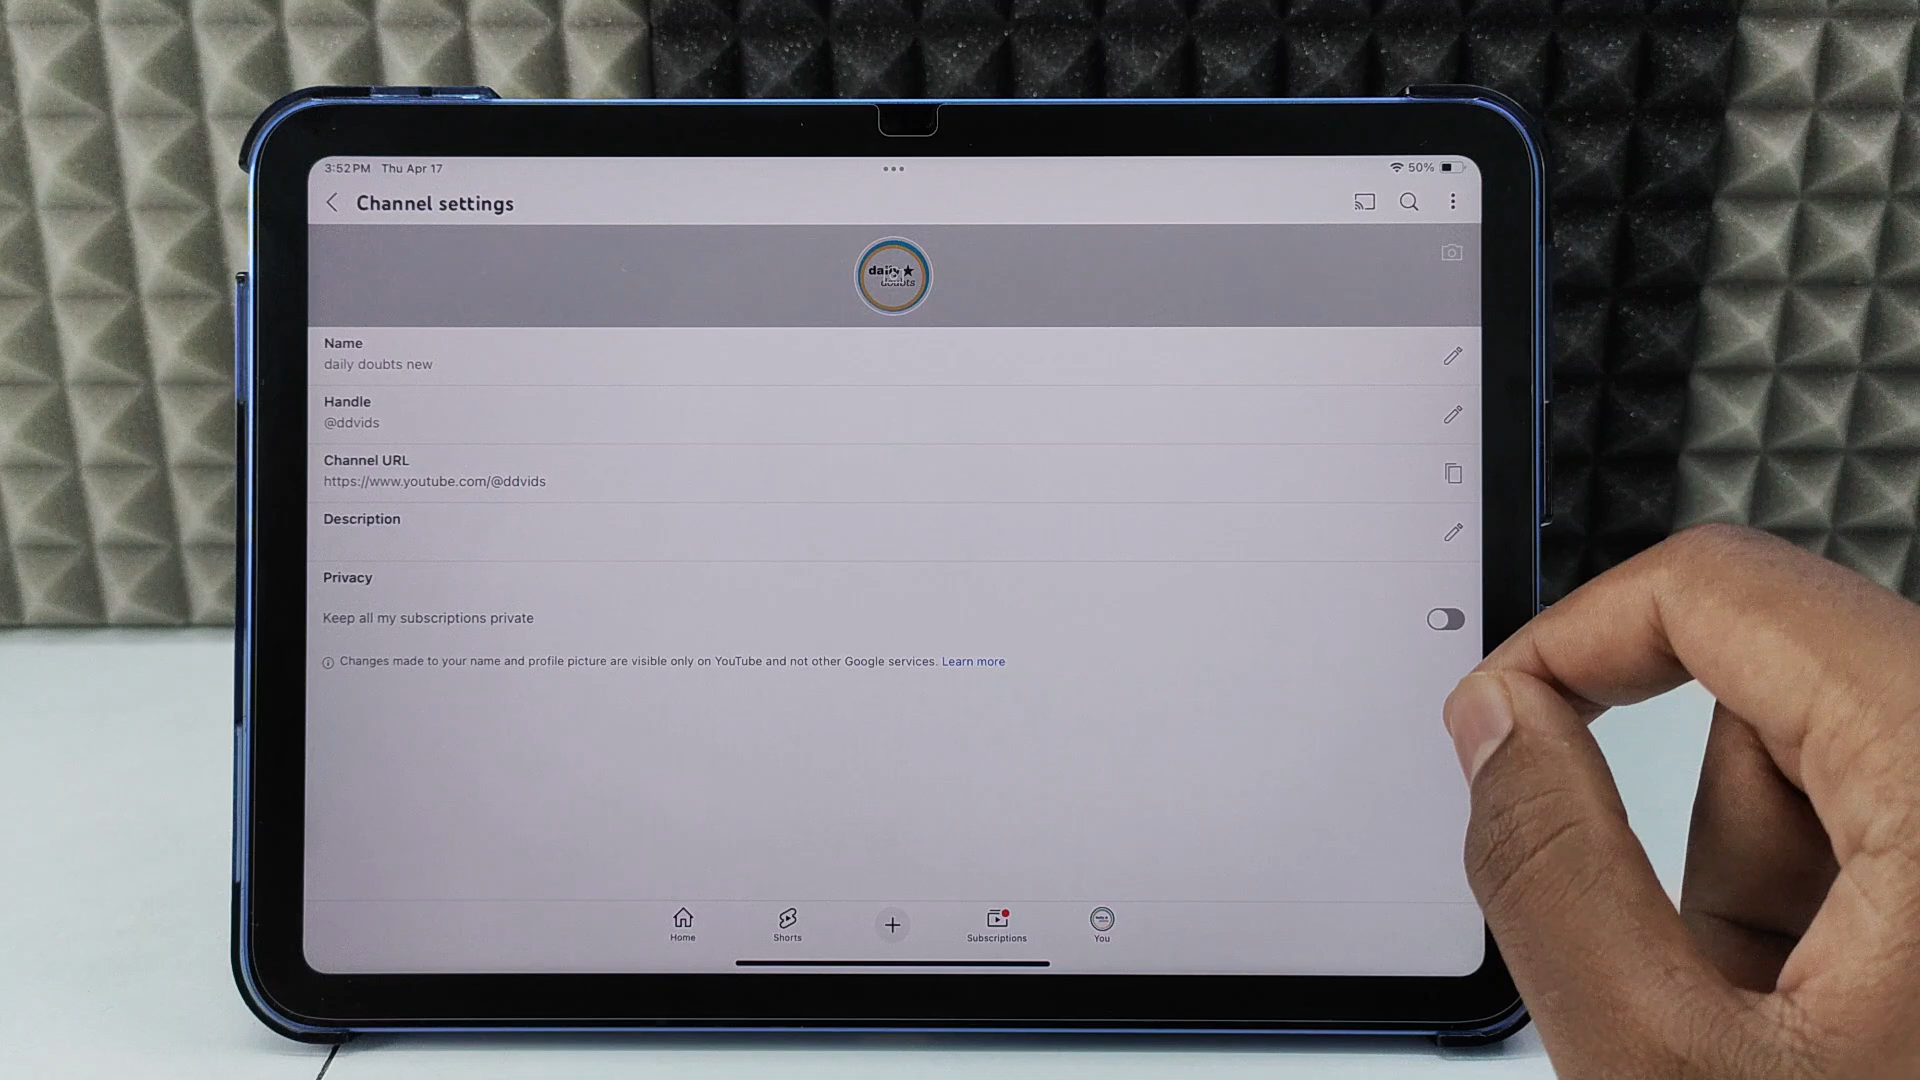 3:52 PM Thu Apr 17
50%
Channel settings
daily
doubts
Name
daily doubts new
Handle
@ddvids
Channel URL
https://www.youtube.com/@ddvids
Description
Privacy
Keep all my subscriptions private
Changes made to your name and profile picture are visible only on YouTube and not other Google services. Learn more
Home
Shorts
Subscriptions
You